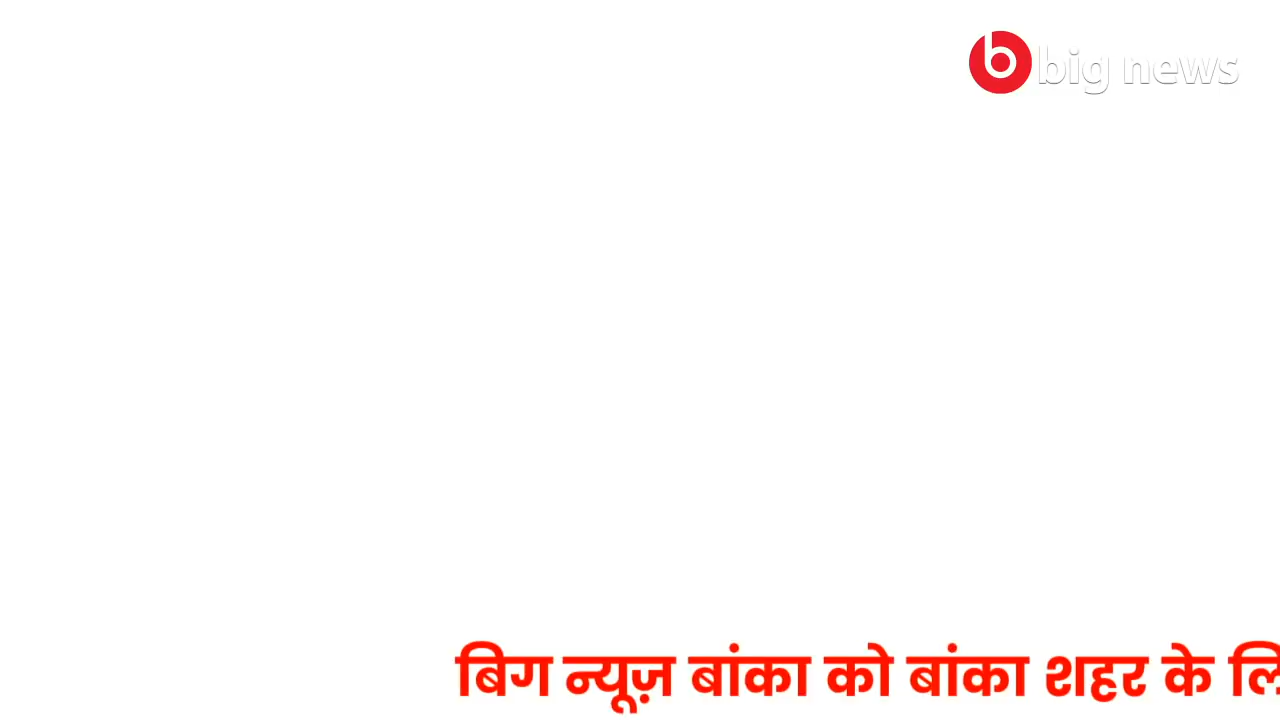 big news
बिग न्यूज़ बांका को बांका शहर के लि